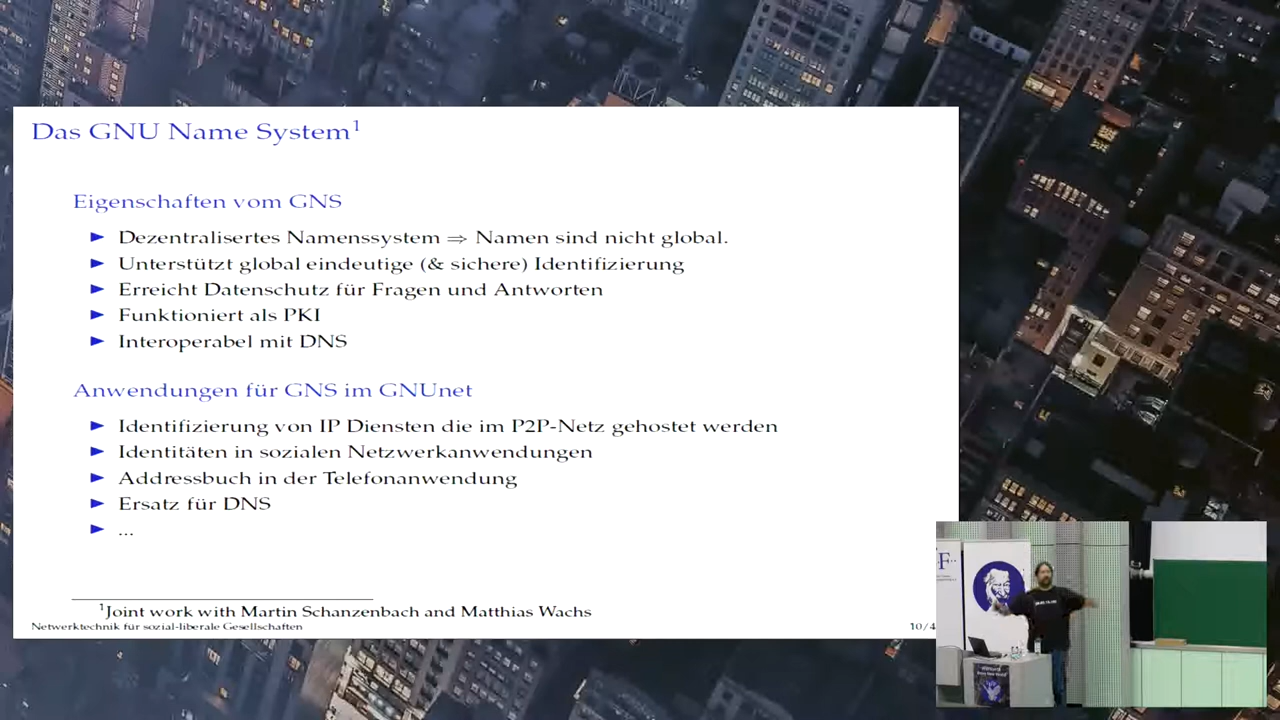 Das GNU Name System¹
Eigenschaften vom GNS
► Dezentralisertes Namenssystem ⇒ Namen sind nicht global.
► Unterstützt global eindeutige (& sichere) Identifizierung
► Erreicht Datenschutz für Fragen und Antworten
► Funktioniert als PKI
► Interoperabel mit DNS
Anwendungen für GNS im GNUnet
► Identifizierung von IP Diensten die im P2P-Netz gehostet werden
► Identitäten in sozialen Netzwerkanwendungen
► Addressbuch in der Telefonanwendung
► Ersatz für DNS
► ...
¹Joint work with Martin Schanzenbach and Matthias Wachs
Netwerktechnik für sozial-liberale Gesellschaften
10/4